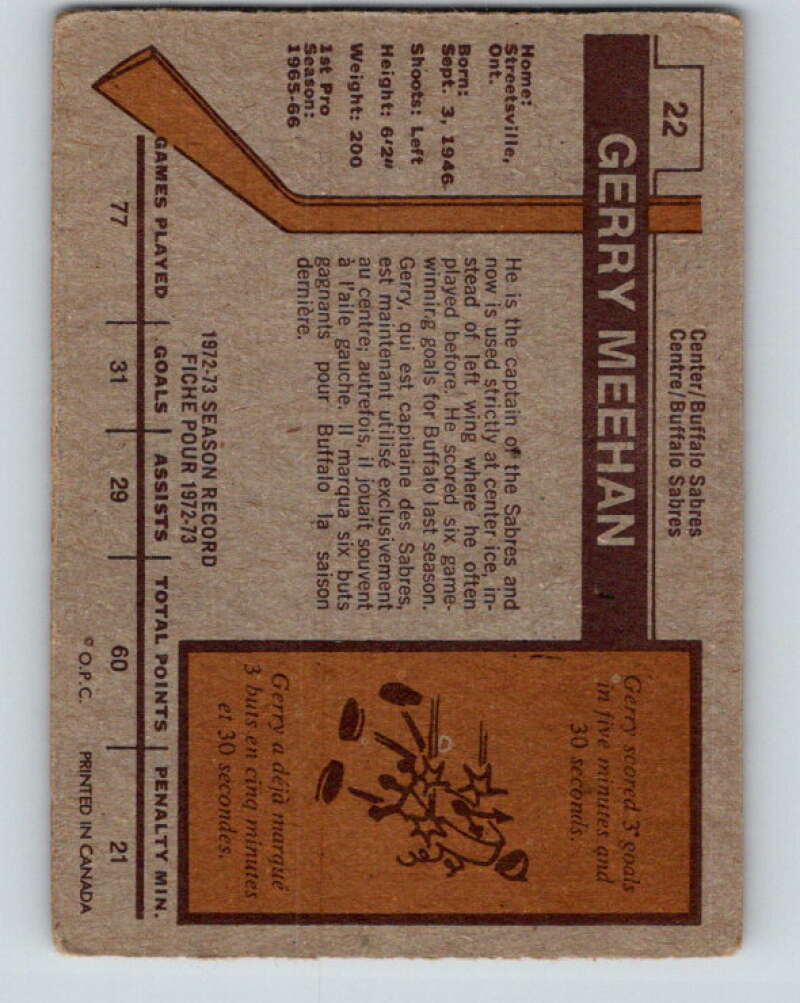 22
Center/Buffalo Sabres
Centre/Buffalo Sabres
GERRY MEEHAN
Home:
Streetsville,
Ont.
Born:
Sept. 3, 1946
Shoots: Left
Height: 6'2"
Weight: 200
1st Pro
Season:
1965-66
He is the captain of the Sabres and
now is used strictly at center ice, in-
stead of left wing where he often
played before. He scored six game-
winning goals for Buffalo last season.
Gerry, qui est capitaine des Sabres,
est maintenant utilisé exclusivement
au centre; autrefois, il jouait souvent
à l'aile gauche. Il marqua six buts
gagnants pour Buffalo la saison
dernière.
Gerry scored 3 goals
in five minutes and
30 seconds.
Gerry a déjà marqué
3 buts en cinq minutes
et 30 secondes.
1972-73 SEASON RECORD
FICHE POUR 1972-73
GAMES PLAYED GOALS ASSISTS TOTAL POINTS PENALTY MIN.
77 31 29 60 21
© O.P.C. PRINTED IN CANADA